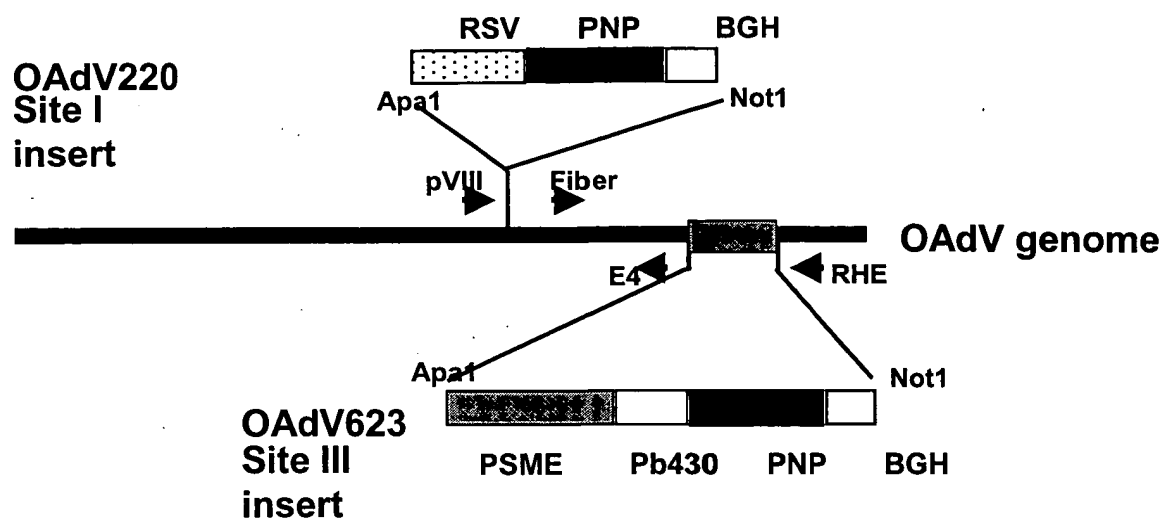 RSV PNP BGH
OAdV220
Site I
insert
Apa1 Not1
pVIII Fiber
OAdV genome
E4 RHE
Apa1 Not1
OAdV623
Site III
insert
PSME Pb430 PNP BGH